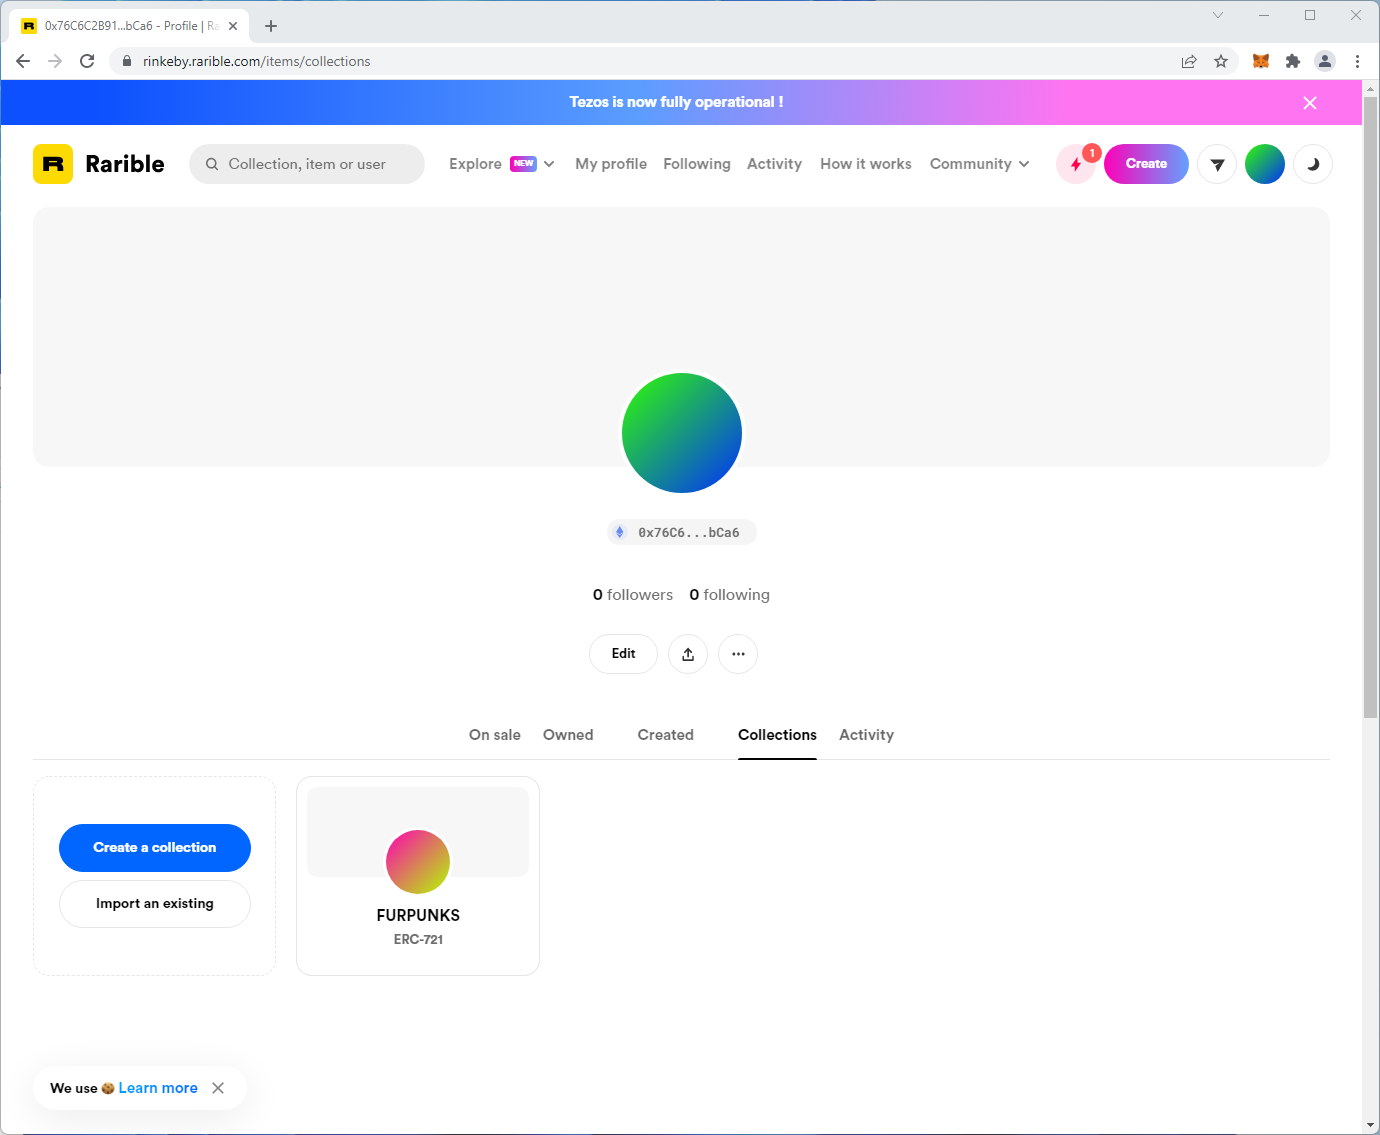 0x76C6C2B91...bCa6 - Profile | Ra
rinkeby.rarible.com/items/collections
Tezos is now fully operational !
R Rarible
Collection, item or user
Explore NEW
My profile
Following
Activity
How it works
Community
1
Create
0x76C6...bCa6
0 followers 0 following
Edit
On sale Owned Created Collections Activity
Create a collection
Import an existing
FURPUNKS
ERC-721
We use 🍪 Learn more